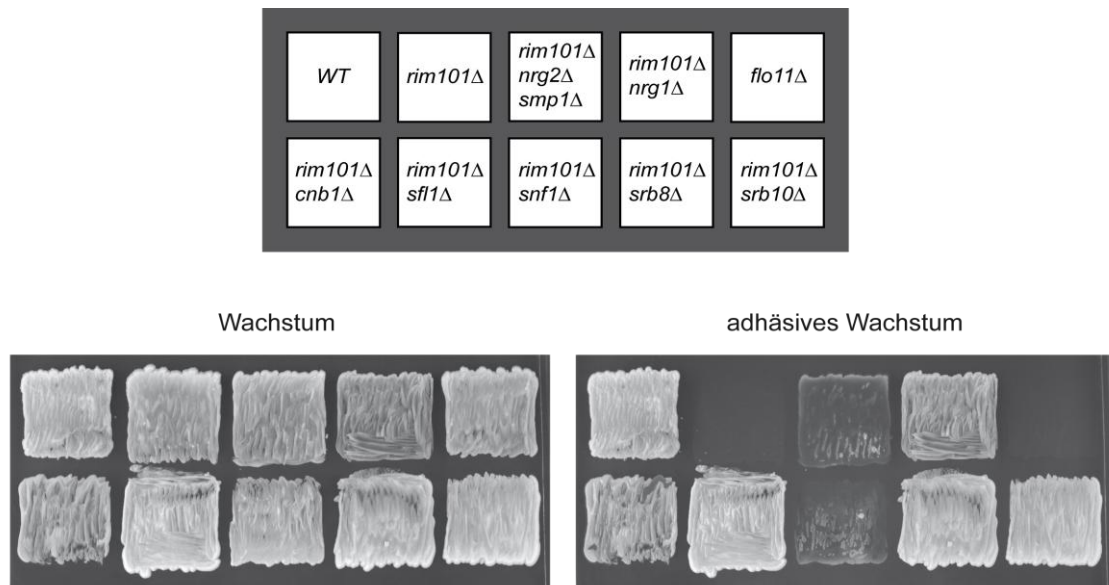 WT
rim101Δ
rim101Δ
nrg2Δ
smp1Δ
rim101Δ
nrg1Δ
flo11Δ
rim101Δ
cnb1Δ
rim101Δ
sfl1Δ
rim101Δ
snf1Δ
rim101Δ
srb8Δ
rim101Δ
srb10Δ
Wachstum
adhäsives Wachstum